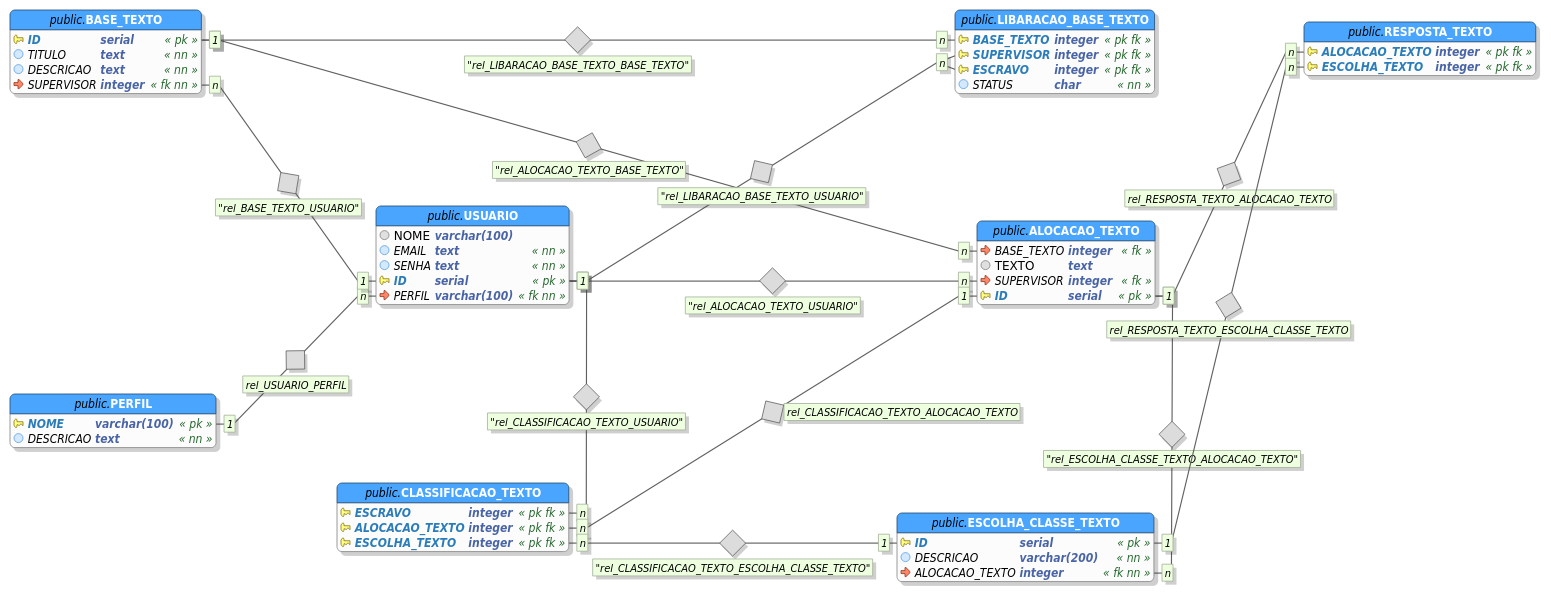 public.BASE_TEXTO
ID serial « pk »
TITULO text « nn »
DESCRICAO text « nn »
SUPERVISOR integer « fk nn »
1
n
"rel_LIBARACAO_BASE_TEXTO_BASE_TEXTO"
n
n
public.LIBARACAO_BASE_TEXTO
BASE_TEXTO integer « pk fk »
SUPERVISOR integer « pk fk »
ESCRAVO integer « pk fk »
STATUS char « nn »
public.RESPOSTA_TEXTO
ALOCACAO_TEXTO integer « pk fk »
ESCOLHA_TEXTO integer « pk fk »
n
n
"rel_ALOCACAO_TEXTO_BASE_TEXTO"
"rel_LIBARACAO_BASE_TEXTO_USUARIO"
rel_RESPOSTA_TEXTO_ALOCACAO_TEXTO
"rel_BASE_TEXTO_USUARIO"
public.USUARIO
NOME varchar(100)
EMAIL text « nn »
SENHA text « nn »
ID serial « pk »
PERFIL varchar(100) « fk nn »
1
n
1
public.ALOCACAO_TEXTO
BASE_TEXTO integer « fk »
TEXTO text
SUPERVISOR integer « fk »
ID serial « pk »
n
n
1
1
"rel_ALOCACAO_TEXTO_USUARIO"
rel_RESPOSTA_TEXTO_ESCOLHA_CLASSE_TEXTO
rel_USUARIO_PERFIL
public.PERFIL
NOME varchar(100) « pk »
DESCRICAO text « nn »
1
"rel_CLASSIFICACAO_TEXTO_USUARIO"
rel_CLASSIFICACAO_TEXTO_ALOCACAO_TEXTO
"rel_ESCOLHA_CLASSE_TEXTO_ALOCACAO_TEXTO"
public.CLASSIFICACAO_TEXTO
ESCRAVO integer « pk fk »
ALOCACAO_TEXTO integer « pk fk »
ESCOLHA_TEXTO integer « pk fk »
n
n
n
"rel_CLASSIFICACAO_TEXTO_ESCOLHA_CLASSE_TEXTO"
1
public.ESCOLHA_CLASSE_TEXTO
ID serial « pk »
DESCRICAO varchar(200) « nn »
ALOCACAO_TEXTO integer « fk nn »
1
n